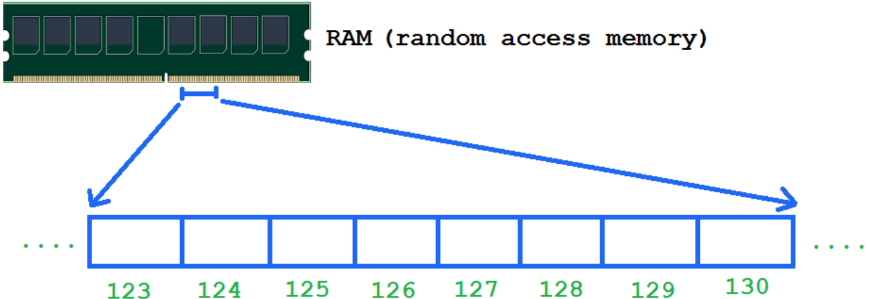 RAM (random access memory)
.... 123 124 125 126 127 128 129 130 ....